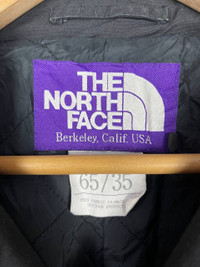 THE
NORTH
FACE
Berkeley, Calif. USA
65/35